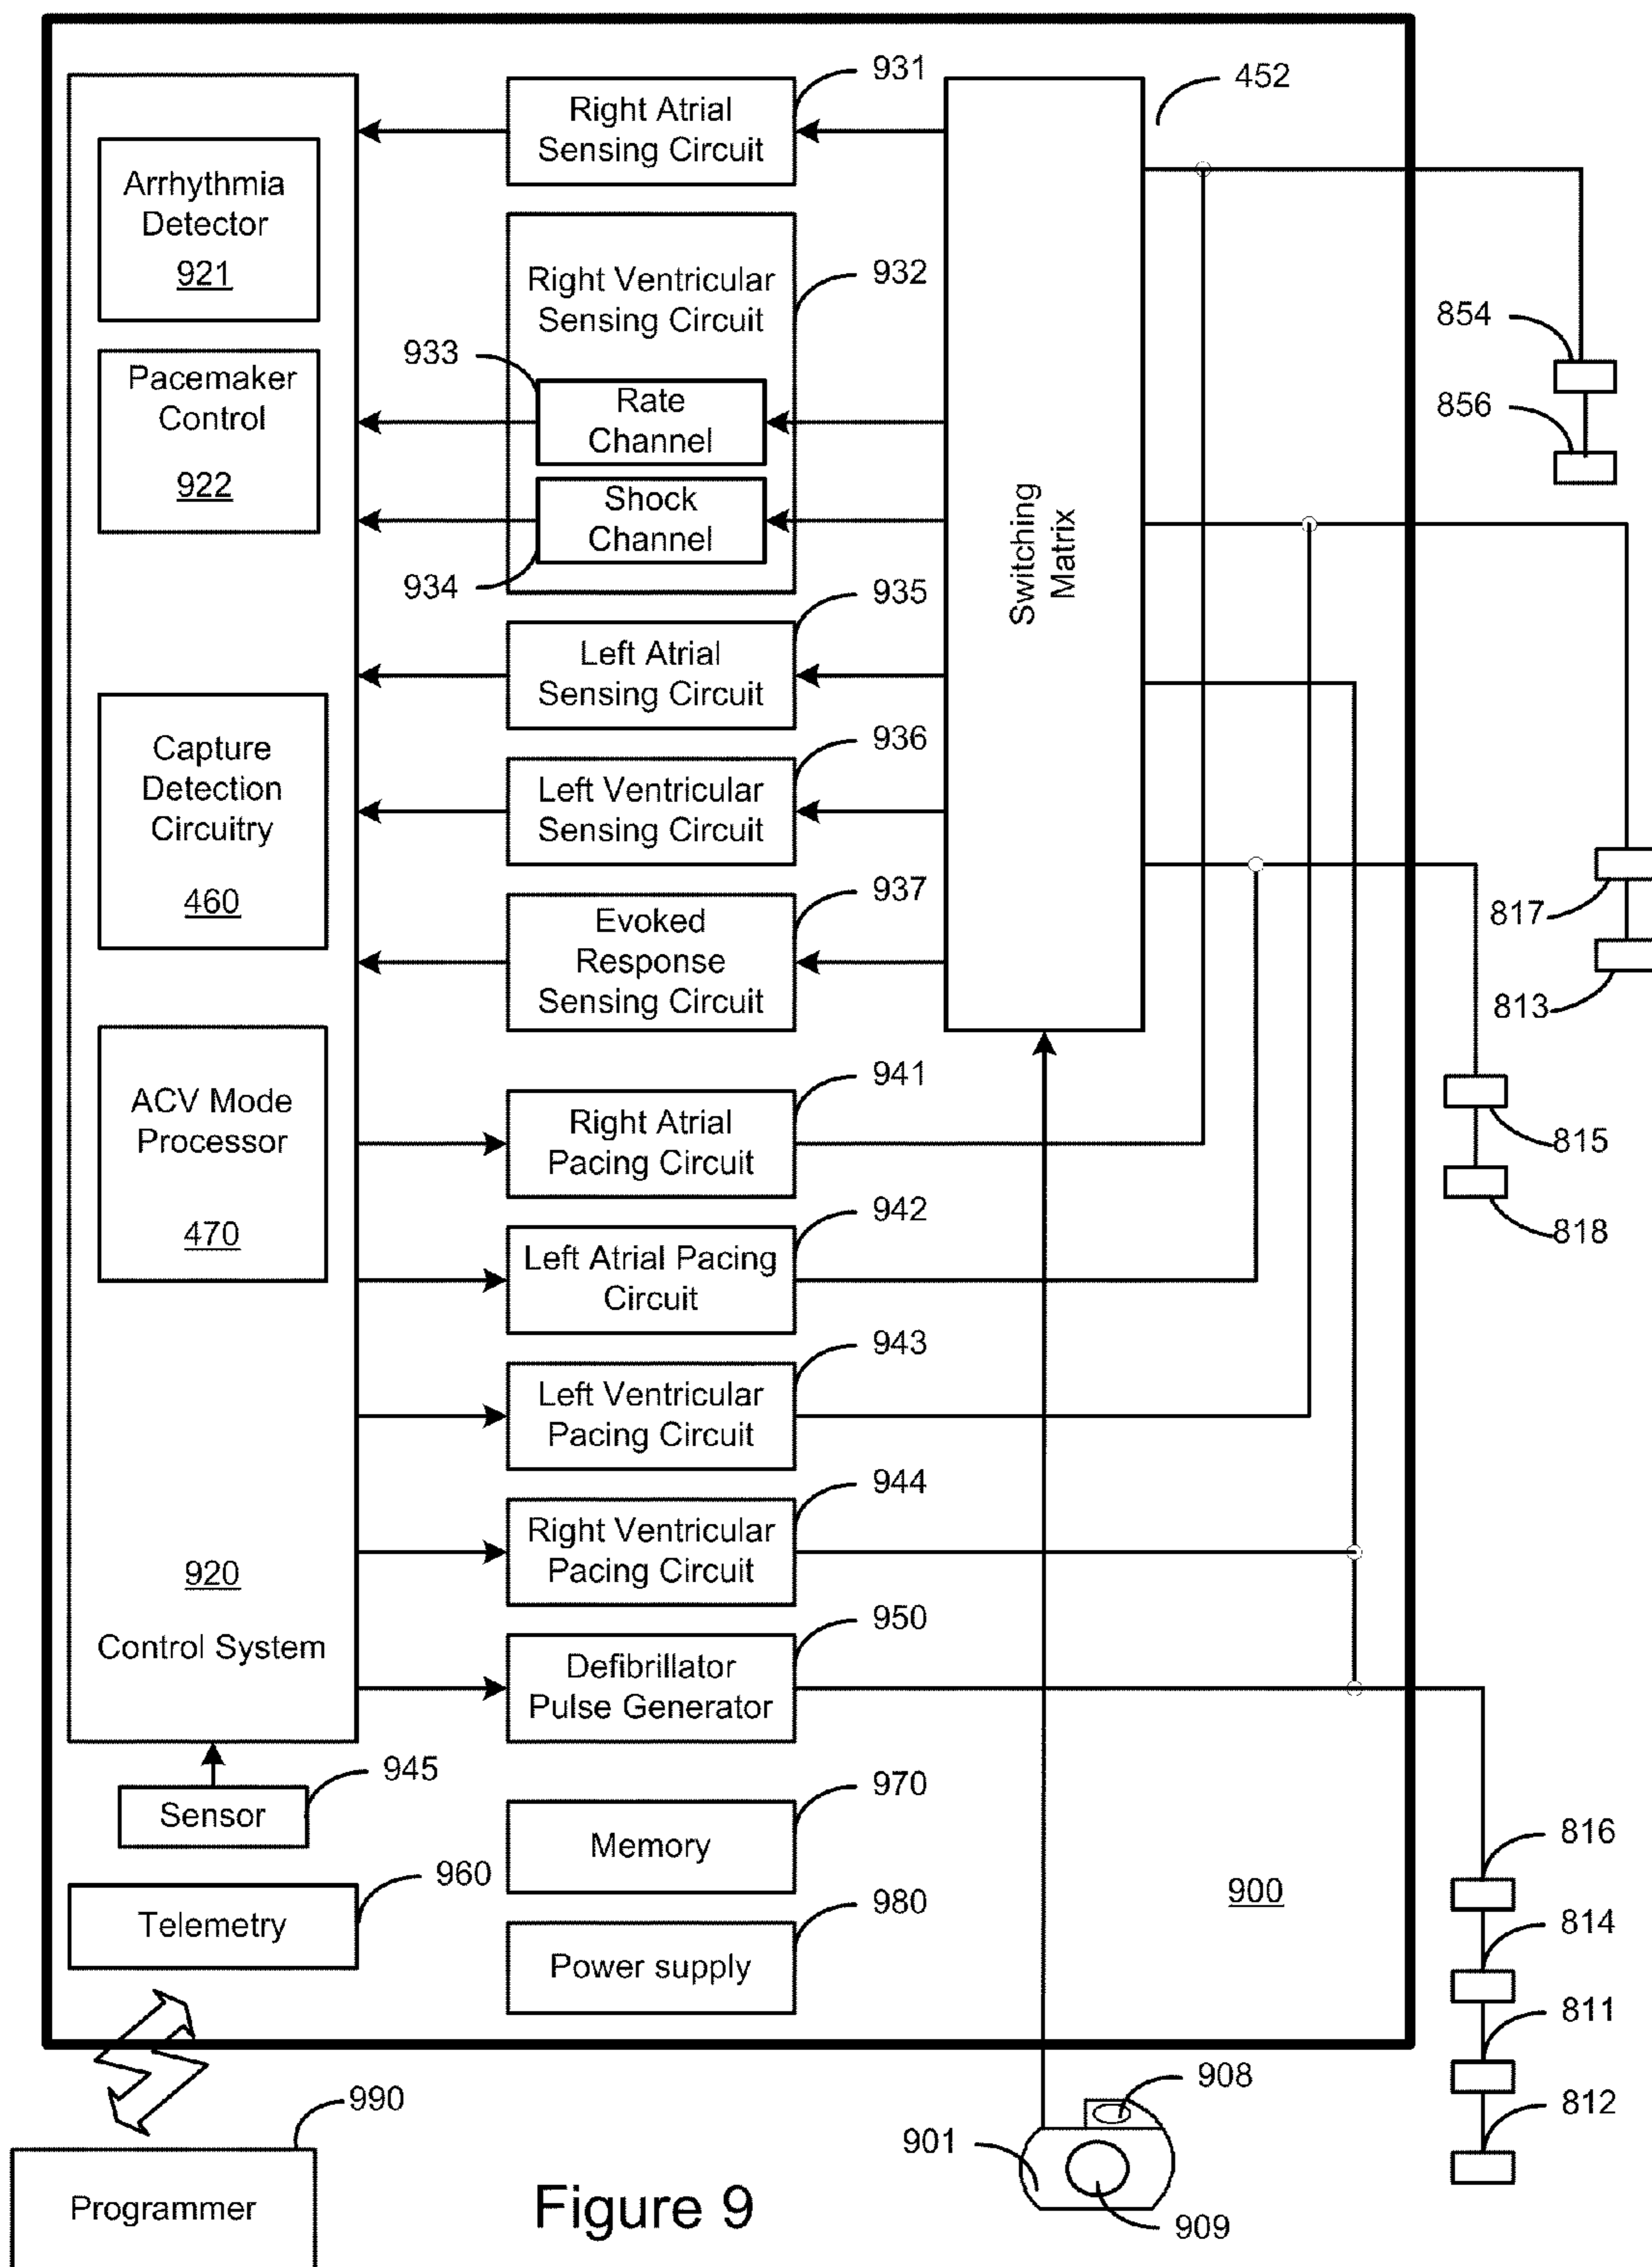 931
Right Atrial
Sensing Circuit
452
Arrhythmia
Detector
921
Right Ventricular
Sensing Circuit
932
854
933
Pacemaker
Control
922
Rate
Channel
856
Shock
Channel
934
Switching
Matrix
935
Left Atrial
Sensing Circuit
936
Capture
Detection
Circuitry
460
Left Ventricular
Sensing Circuit
937
Evoked
Response
Sensing Circuit
817
813
ACV Mode
Processor
470
941
Right Atrial
Pacing Circuit
815
942
818
Left Atrial Pacing
Circuit
943
Left Ventricular
Pacing Circuit
944
Right Ventricular
Pacing Circuit
920
Control System
950
Defibrillator
Pulse Generator
945
Sensor
970
Memory
816
960
Telemetry
980
Power supply
900
814
811
812
990
Programmer
908
901
909
Figure 9